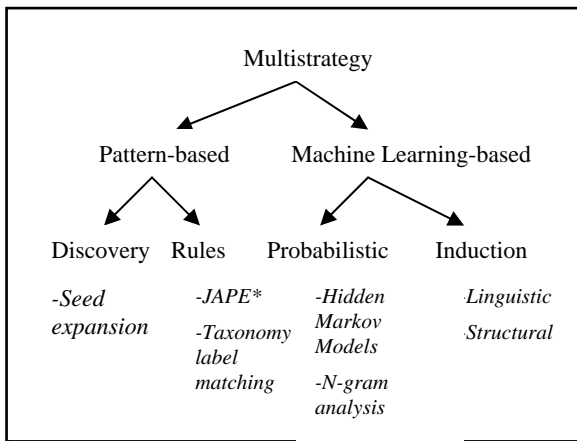 Multistrategy
Pattern-based Machine Learning-based
Discovery Rules Probabilistic Induction
-Seed
expansion
-JAPE*
-Taxonomy
label
matching
-Hidden
Markov
Models
-N-gram
analysis
-Linguistic
-Structural